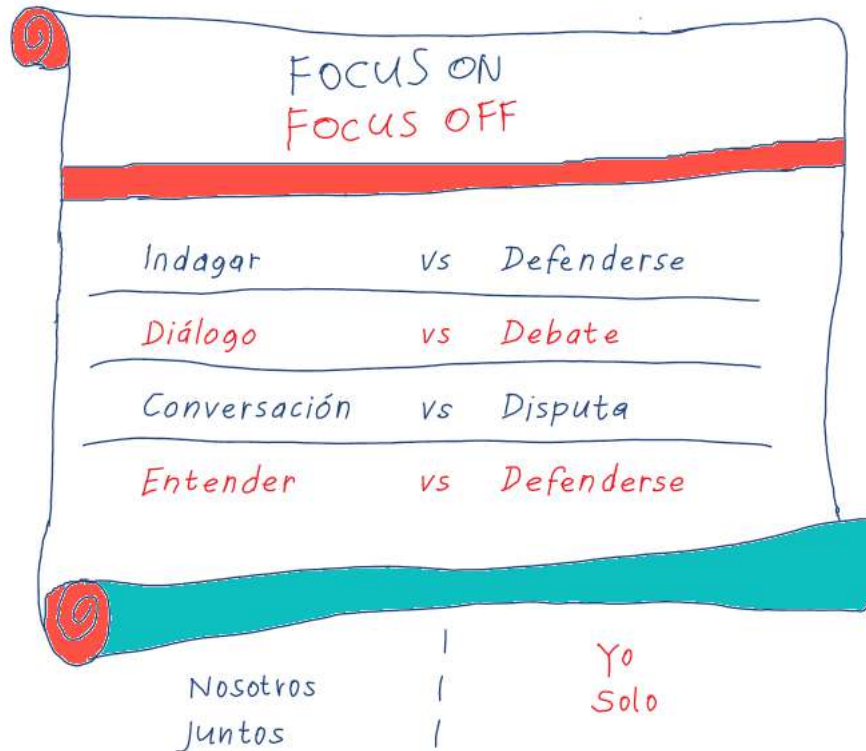 FOCUS ON
FOCUS OFF
Indagar vs Defenderse
Diálogo vs Debate
Conversación vs Disputa
Entender vs Defenderse
Nosotros | Yo
Juntos | Solo